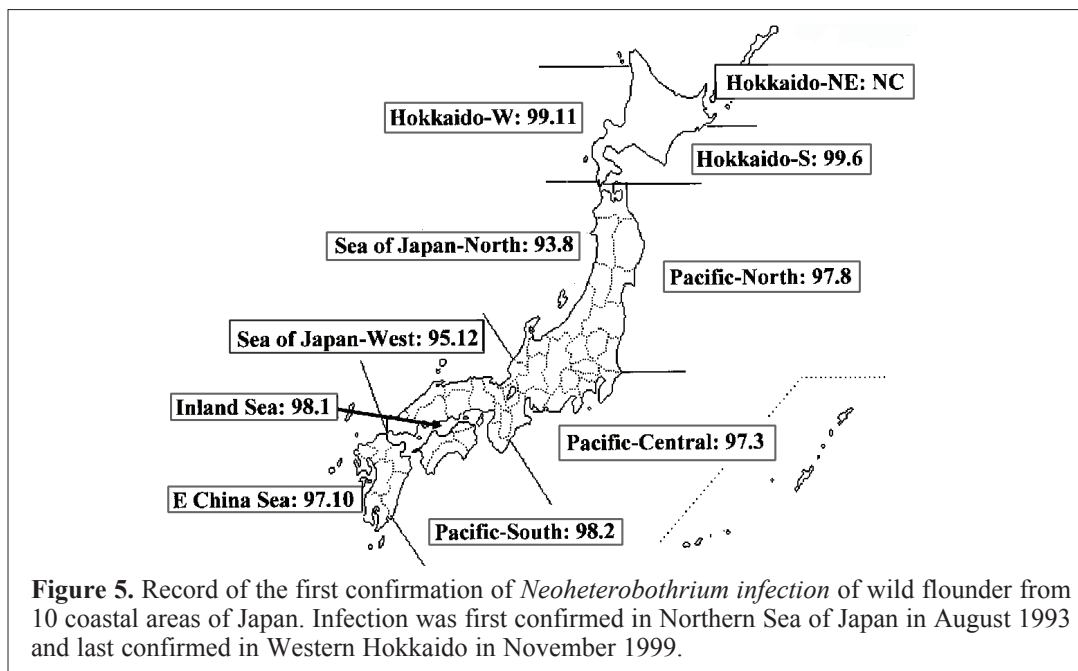 Hokkaido-NE: NC
Hokkaido-W: 99.11
Hokkaido-S: 99.6
Sea of Japan-North: 93.8
Pacific-North: 97.8
Sea of Japan-West: 95.12
Inland Sea: 98.1
Pacific-Central: 97.3
E China Sea: 97.10
Pacific-South: 98.2
Figure 5. Record of the first confirmation of Neoheterobothrium infection of wild flounder from
10 coastal areas of Japan. Infection was first confirmed in Northern Sea of Japan in August 1993
and last confirmed in Western Hokkaido in November 1999.